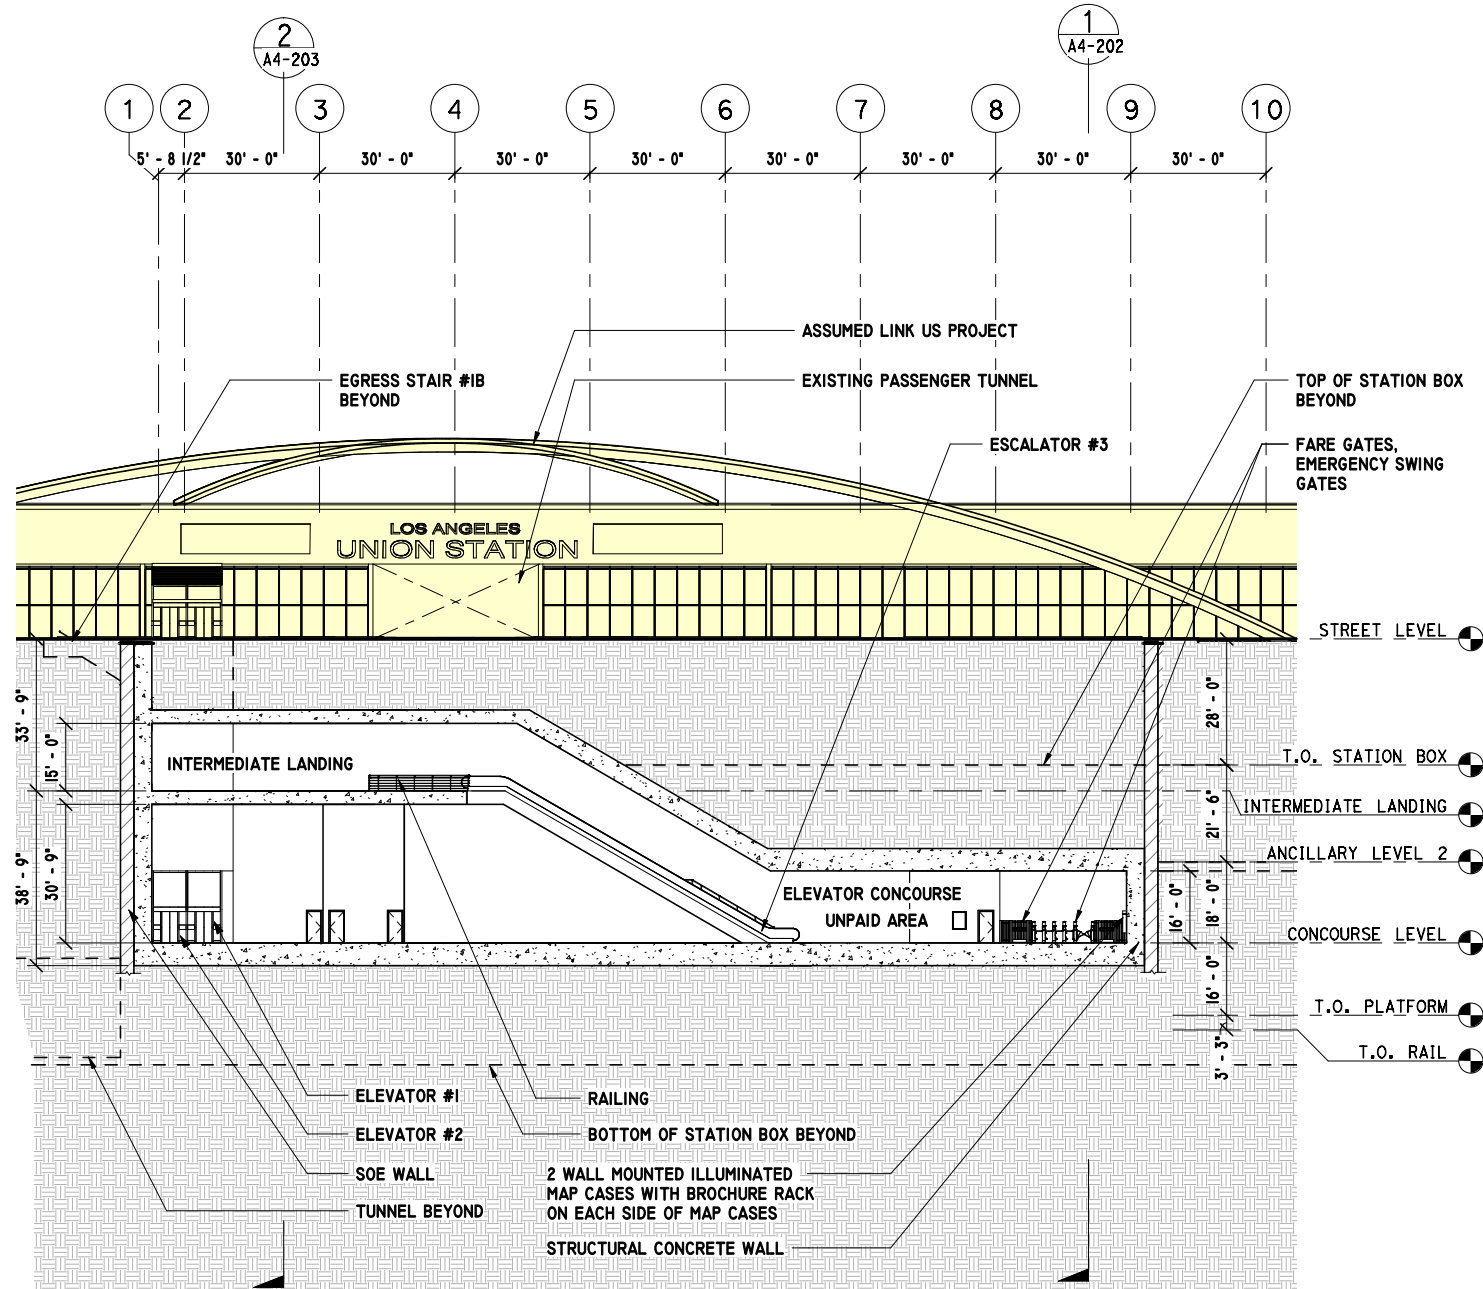 2
A4-203
1
A4-202
1 2 3 4 5 6 7 8 9 10
5' - 8 1/2" 30' - 0" 30' - 0" 30' - 0" 30' - 0" 30' - 0" 30' - 0" 30' - 0" 30' - 0"
ASSUMED LINK US PROJECT
EGRESS STAIR #1B
BEYOND
EXISTING PASSENGER TUNNEL
TOP OF STATION BOX
BEYOND
ESCALATOR #3
FARE GATES,
EMERGENCY SWING
GATES
LOS ANGELES
UNION STATION
STREET LEVEL
33' - 9"
15' - 0"
28' - 0"
INTERMEDIATE LANDING
T.O. STATION BOX
21' - 6"
INTERMEDIATE LANDING
ANCILLARY LEVEL 2
38' - 9"
30' - 9"
ELEVATOR CONCOURSE
UNPAID AREA
16' - 0"
18' - 0"
CONCOURSE LEVEL
16' - 0"
T.O. PLATFORM
3' - 3"
T.O. RAIL
ELEVATOR #1
RAILING
ELEVATOR #2
BOTTOM OF STATION BOX BEYOND
SOE WALL
2 WALL MOUNTED ILLUMINATED
MAP CASES WITH BROCHURE RACK
ON EACH SIDE OF MAP CASES
TUNNEL BEYOND
STRUCTURAL CONCRETE WALL